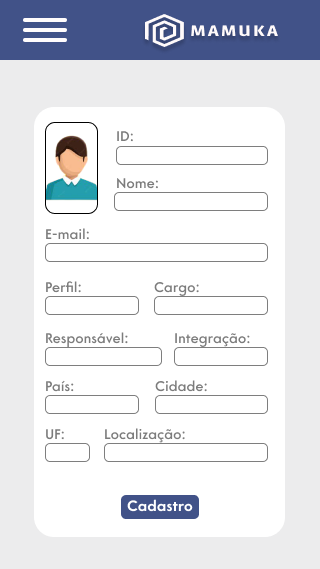 MAMUKA
ID:
Nome:
E-mail:
Perfil: Cargo:
Responsável: Integração:
País: Cidade:
UF: Localização:
Cadastro